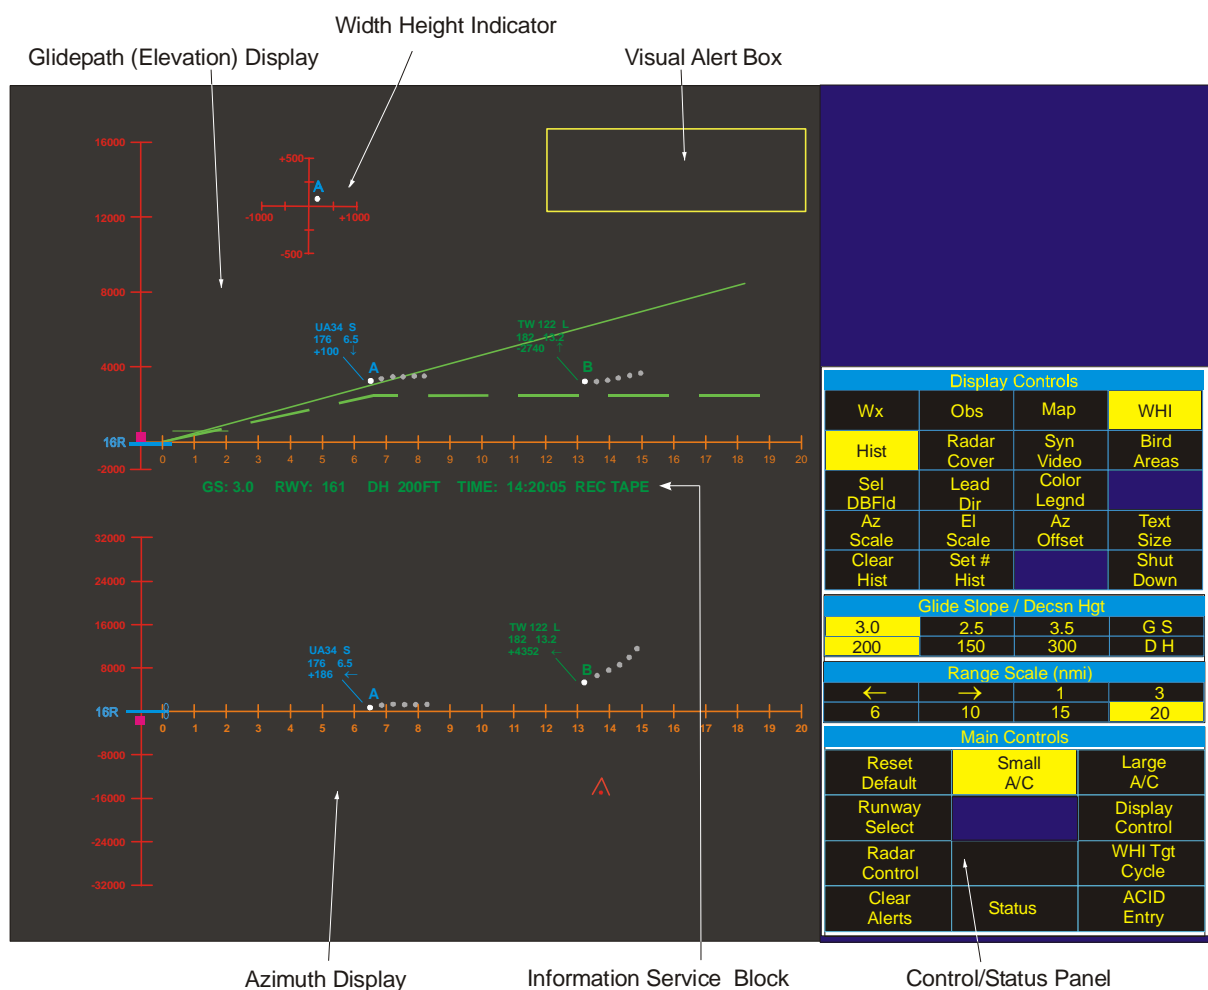 Width Height Indicator
Glidepath (Elevation) Display
Visual Alert Box
16000
12000
8000
4000
-2000
+500
A
-1000
+1000
-500
UA34 S
176 6.5
+100 ↓
A
TW 122 L
182 13.2
-2740 ↑
B
16R
0 1 2 3 4 5 6 7 8 9 10 11 12 13 14 15 16 17 18 19 20
GS: 3.0 RWY: 161 DH 200FT TIME: 14:20:05 REC TAPE
32000
24000
16000
8000
-8000
-16000
-24000
-32000
TW 122 L
182 13.2
+4352 ←
B
UA34 S
176 6.5
+186 ←
A
16R
0 1 2 3 4 5 6 7 8 9 10 11 12 13 14 15 16 17 18 19 20
Display Controls
Wx Obs Map WHI
Hist
Radar
Cover
Syn
Video
Bird
Areas
Sel
DBFld
Lead
Dir
Color
Legnd
Az
Scale
El
Scale
Az
Offset
Text
Size
Clear
Hist
Set #
Hist
Shut
Down
Glide Slope / Decsn Hgt
3.0 2.5 3.5 G S
200 150 300 D H
Range Scale (nmi)
← → 1 3
6 10 15 20
Main Controls
Reset
Default
Small
A/C
Large
A/C
Runway
Select
Display
Control
Radar
Control
WHI Tgt
Cycle
Clear
Alerts
Status
ACID
Entry
Azimuth Display
Information Service Block
Control/Status Panel